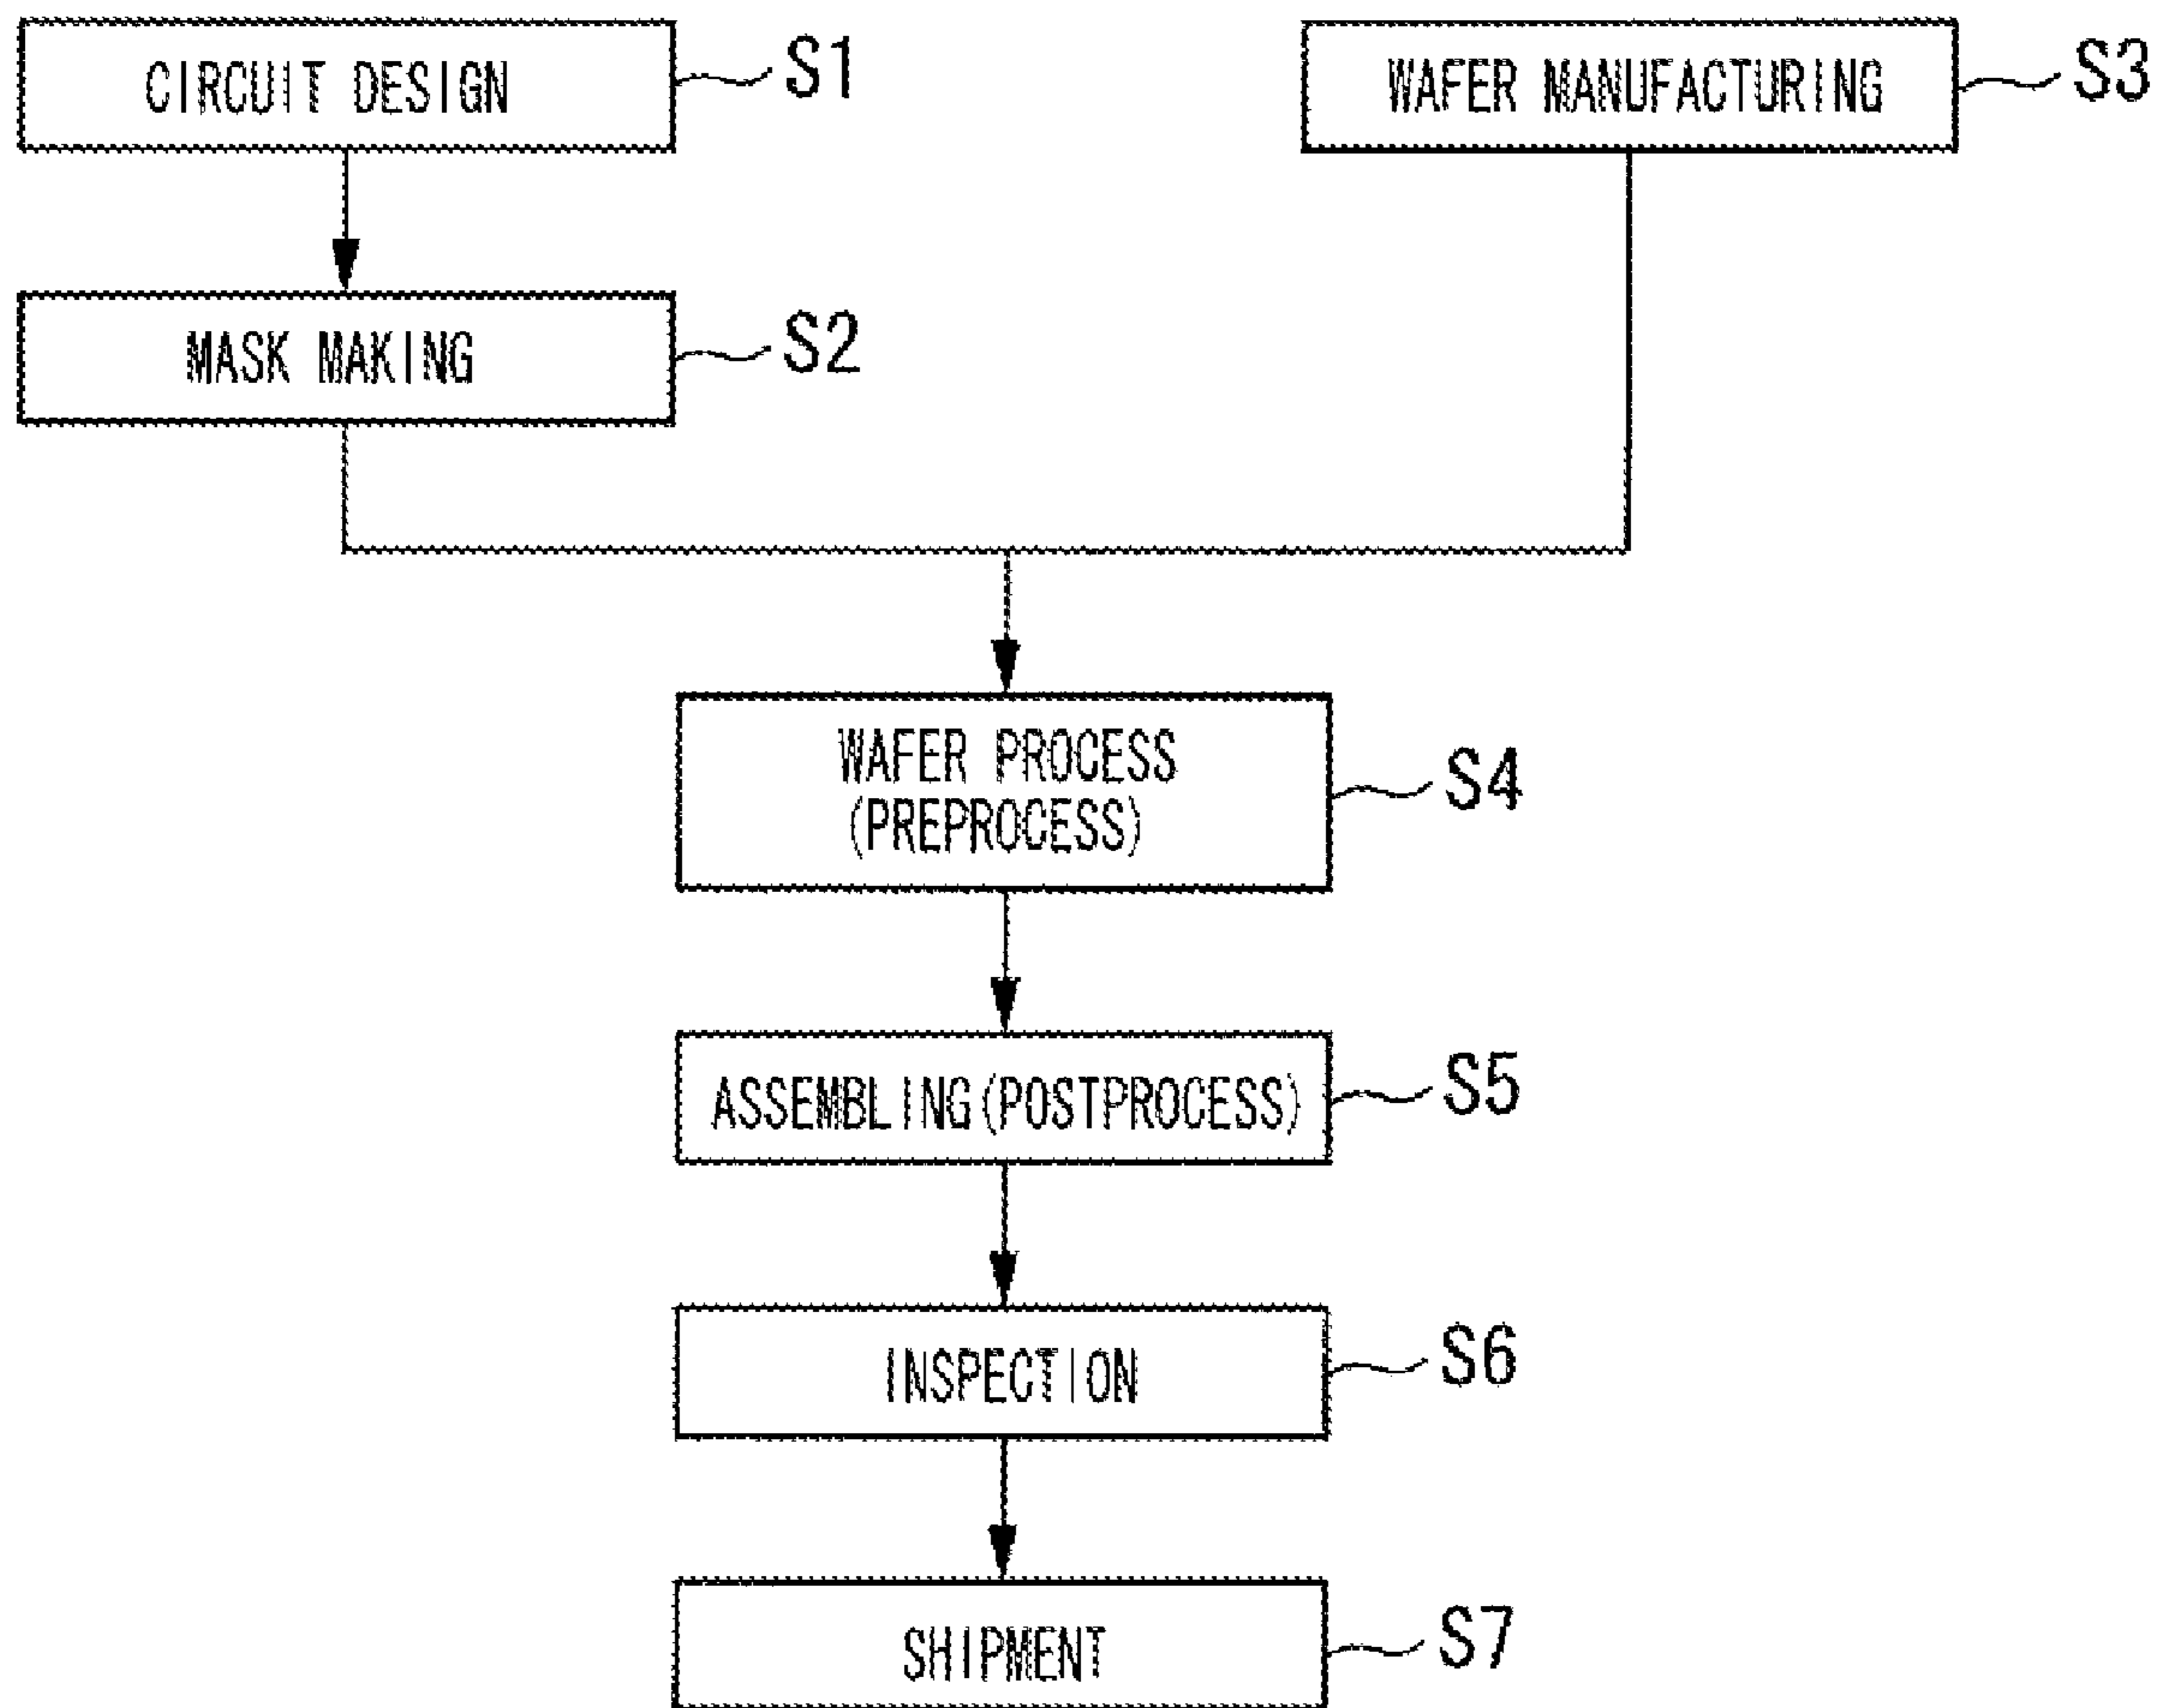 CIRCUIT DESIGN
S1
WAFER MANUFACTURING
S3
MASK MAKING
S2
WAFER PROCESS
(PREPROCESS)
S4
ASSEMBLING(POSTPROCESS)
S5
INSPECTION
S6
SHIPMENT
S7